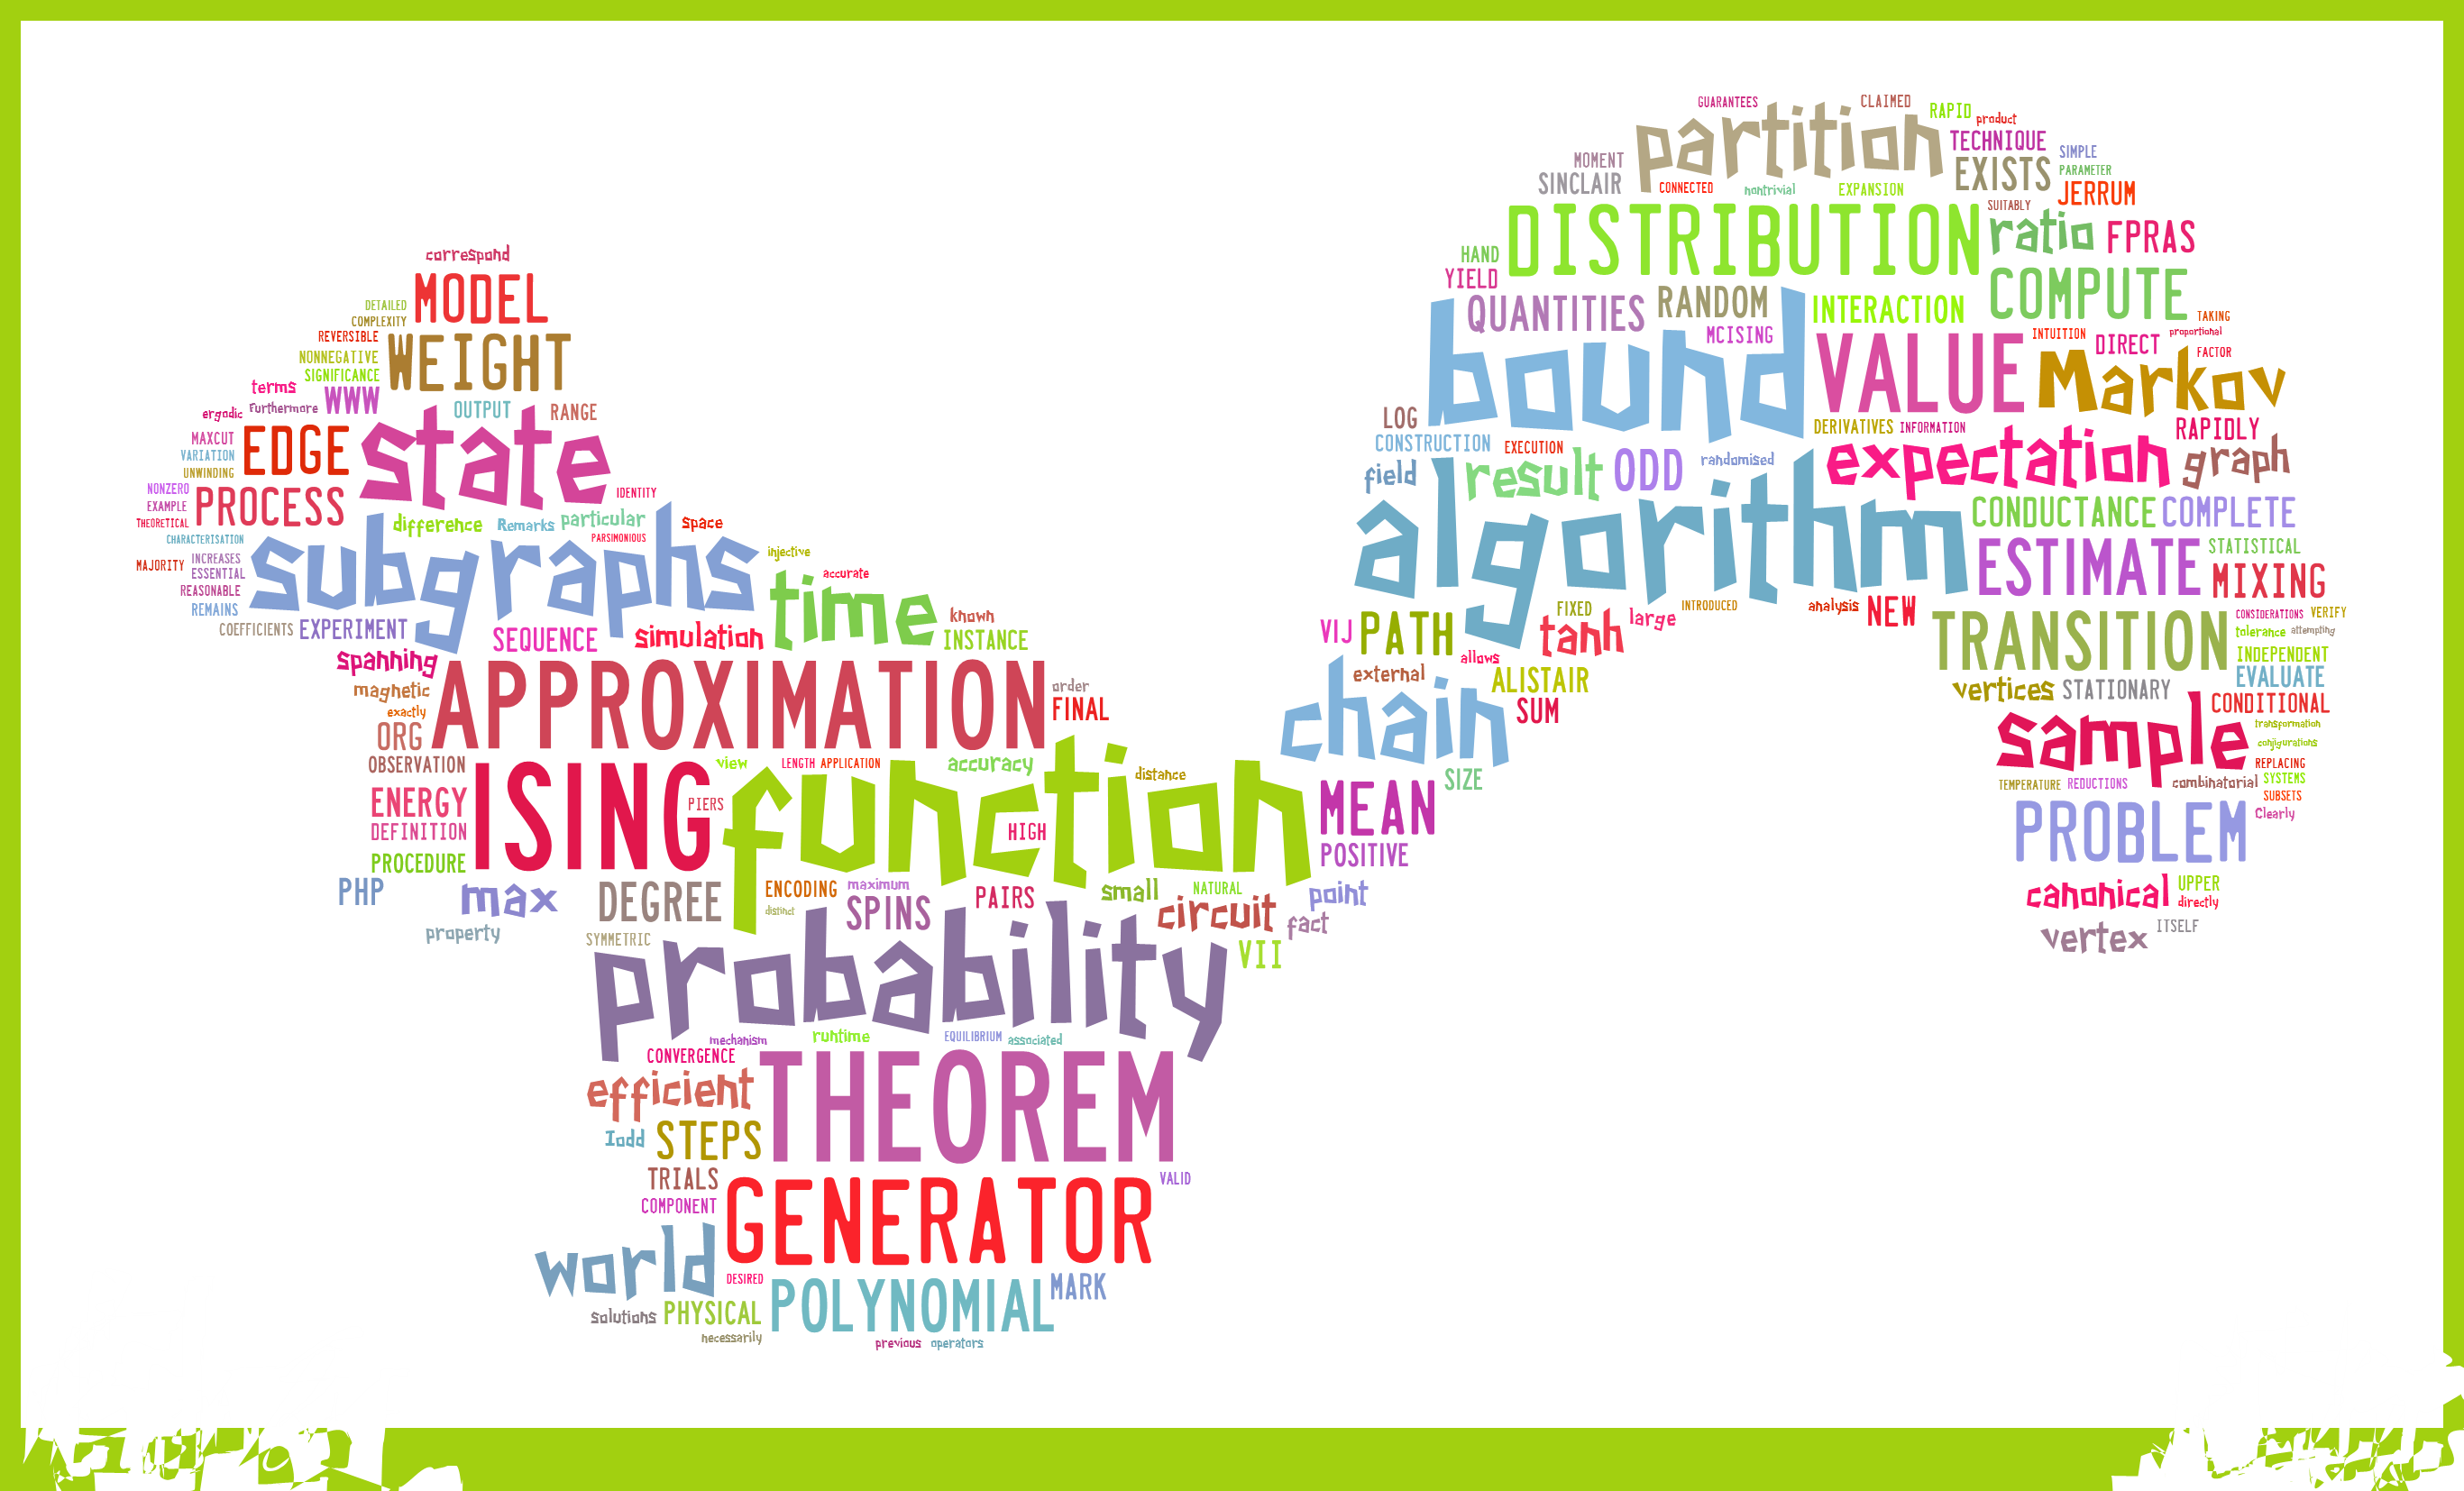 GUARANTEES CLAIMED RAPID product
partition TECHNIQUE SIMPLE
MOMENT EXISTS PARAMETER
SINCLAIR CONNECTED nontrivial EXPANSION JERRUM
SUITABLY
DISTRIBUTION ratio FPRAS
HAND
YIELD COMPUTE
QUANTITIES RANDOM INTERACTION TAKING
MCISING INTUITION proportional
bound VALUE DIRECT FACTOR
Markov
LOG DERIVATIVES INFORMATION RAPIDLY
CONSTRUCTION EXECUTION expectation graph
field result ODD randomised
algorithm CONDUCTANCE COMPLETE
ESTIMATE STATISTICAL
MIXING
VIJ PATH FIXED INTRODUCED analysis NEW CONSIDERATIONS VERIFY
tanh large TRANSITION tolerance attempting
allows INDEPENDENT
external ALISTAIR EVALUATE
chain SUM vertices STATIONARY CONDITIONAL
transformation
sample conjigurations
REPLACING
SIZE TEMPERATURE REDUCTIONS combinatorial SYSTEMS
SUBSETS
MEAN PROBLEM Clearly
POSITIVE
canonical UPPER
directly
vertex ITSELF
correspond
MODEL
DETAILED
COMPLEXITY
REVERSIBLE WEIGHT
NONNEGATIVE
SIGNIFICANCE
terms WWW
ergodic Furthermore OUTPUT RANGE
MAXCUT EDGE state
VARIATION
UNWINDING
NONZERO PROCESS IDENTITY
EXAMPLE
THEORETICAL difference Remarks particular space
CHARACTERISATION PARSIMONIOUS
subgraphs injective
MAJORITY INCREASES accurate
ESSENTIAL time
REASONABLE
REMAINS known
COEFFICIENTS EXPERIMENT SEQUENCE simulation INSTANCE
spanning
magnetic APPROXIMATION order
exactly FINAL
ORG
OBSERVATION ISING view LENGTH APPLICATION accuracy distance
ENERGY PIERS function HIGH
DEFINITION
PROCEDURE
PHP max DEGREE ENCODING maximum PAIRS small NATURAL point
distinct SPINS circuit fact
property SYMMETRIC VII
probability
mechanism runtime EQUILIBRIUM associated
CONVERGENCE THEOREM
efficient
Iodd STEPS
TRIALS VALID
COMPONENT GENERATOR
world DESIRED MARK
solutions PHYSICAL POLYNOMIAL
necessarily previous operators